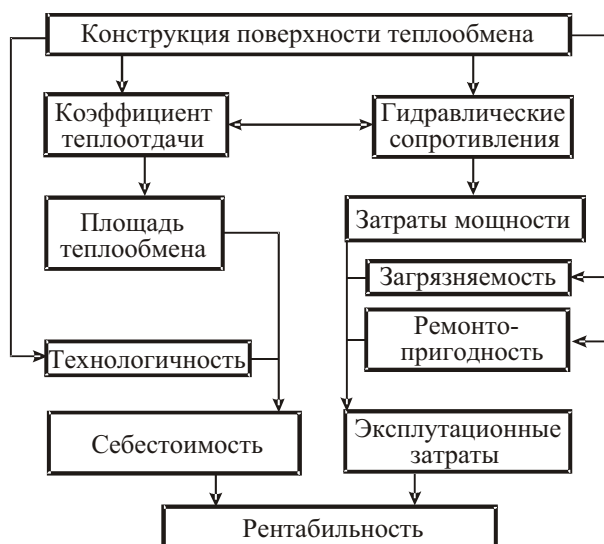 Конструкция поверхности теплообмена
Коэффициент
теплоотдачи
Гидравлические
сопротивления
Площадь
теплообмена
Затраты мощности
Загрязняемость
Ремонто-
пригодность
Технологичность
Себестоимость
Эксплутационные
затраты
Рентабильность